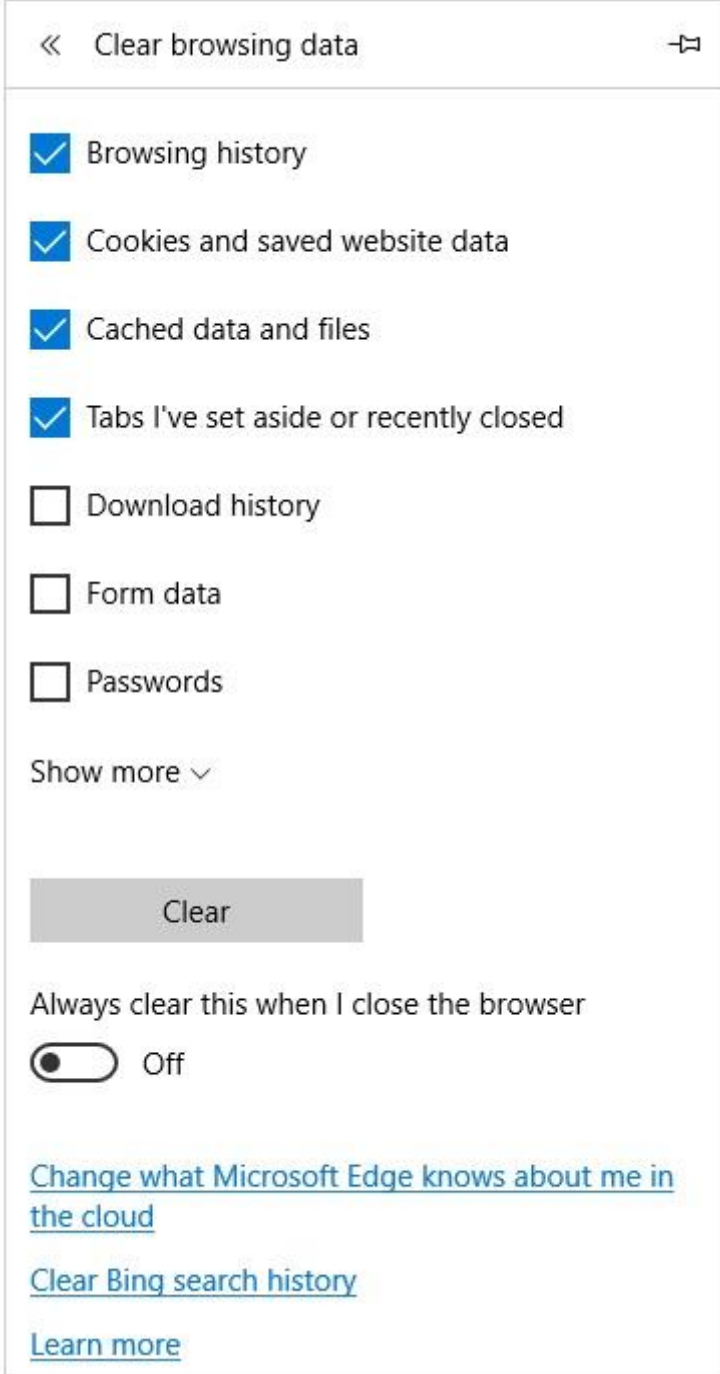 Clear browsing data
Browsing history
Cookies and saved website data
Cached data and files
Tabs I've set aside or recently closed
Download history
Form data
Passwords
Show more
Clear
Always clear this when I close the browser
Off
Change what Microsoft Edge knows about me in
the cloud
Clear Bing search history
Learn more